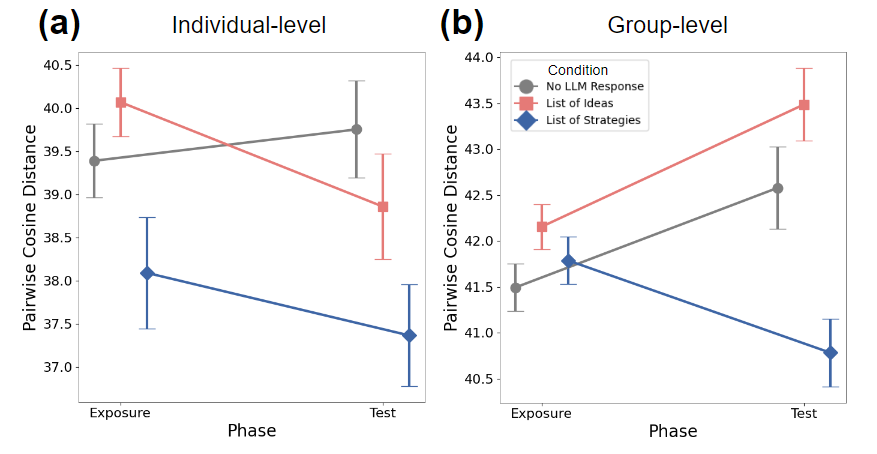 (a) Individual-level
Pairwise Cosine Distance
40.5
40.0
39.5
39.0
38.5
38.0
37.5
37.0
Exposure Test
Phase
(b) Group-level
Pairwise Cosine Distance
44.0
43.5
43.0
42.5
42.0
41.5
41.0
40.5
Condition
No LLM Response
List of Ideas
List of Strategies
Exposure Test
Phase